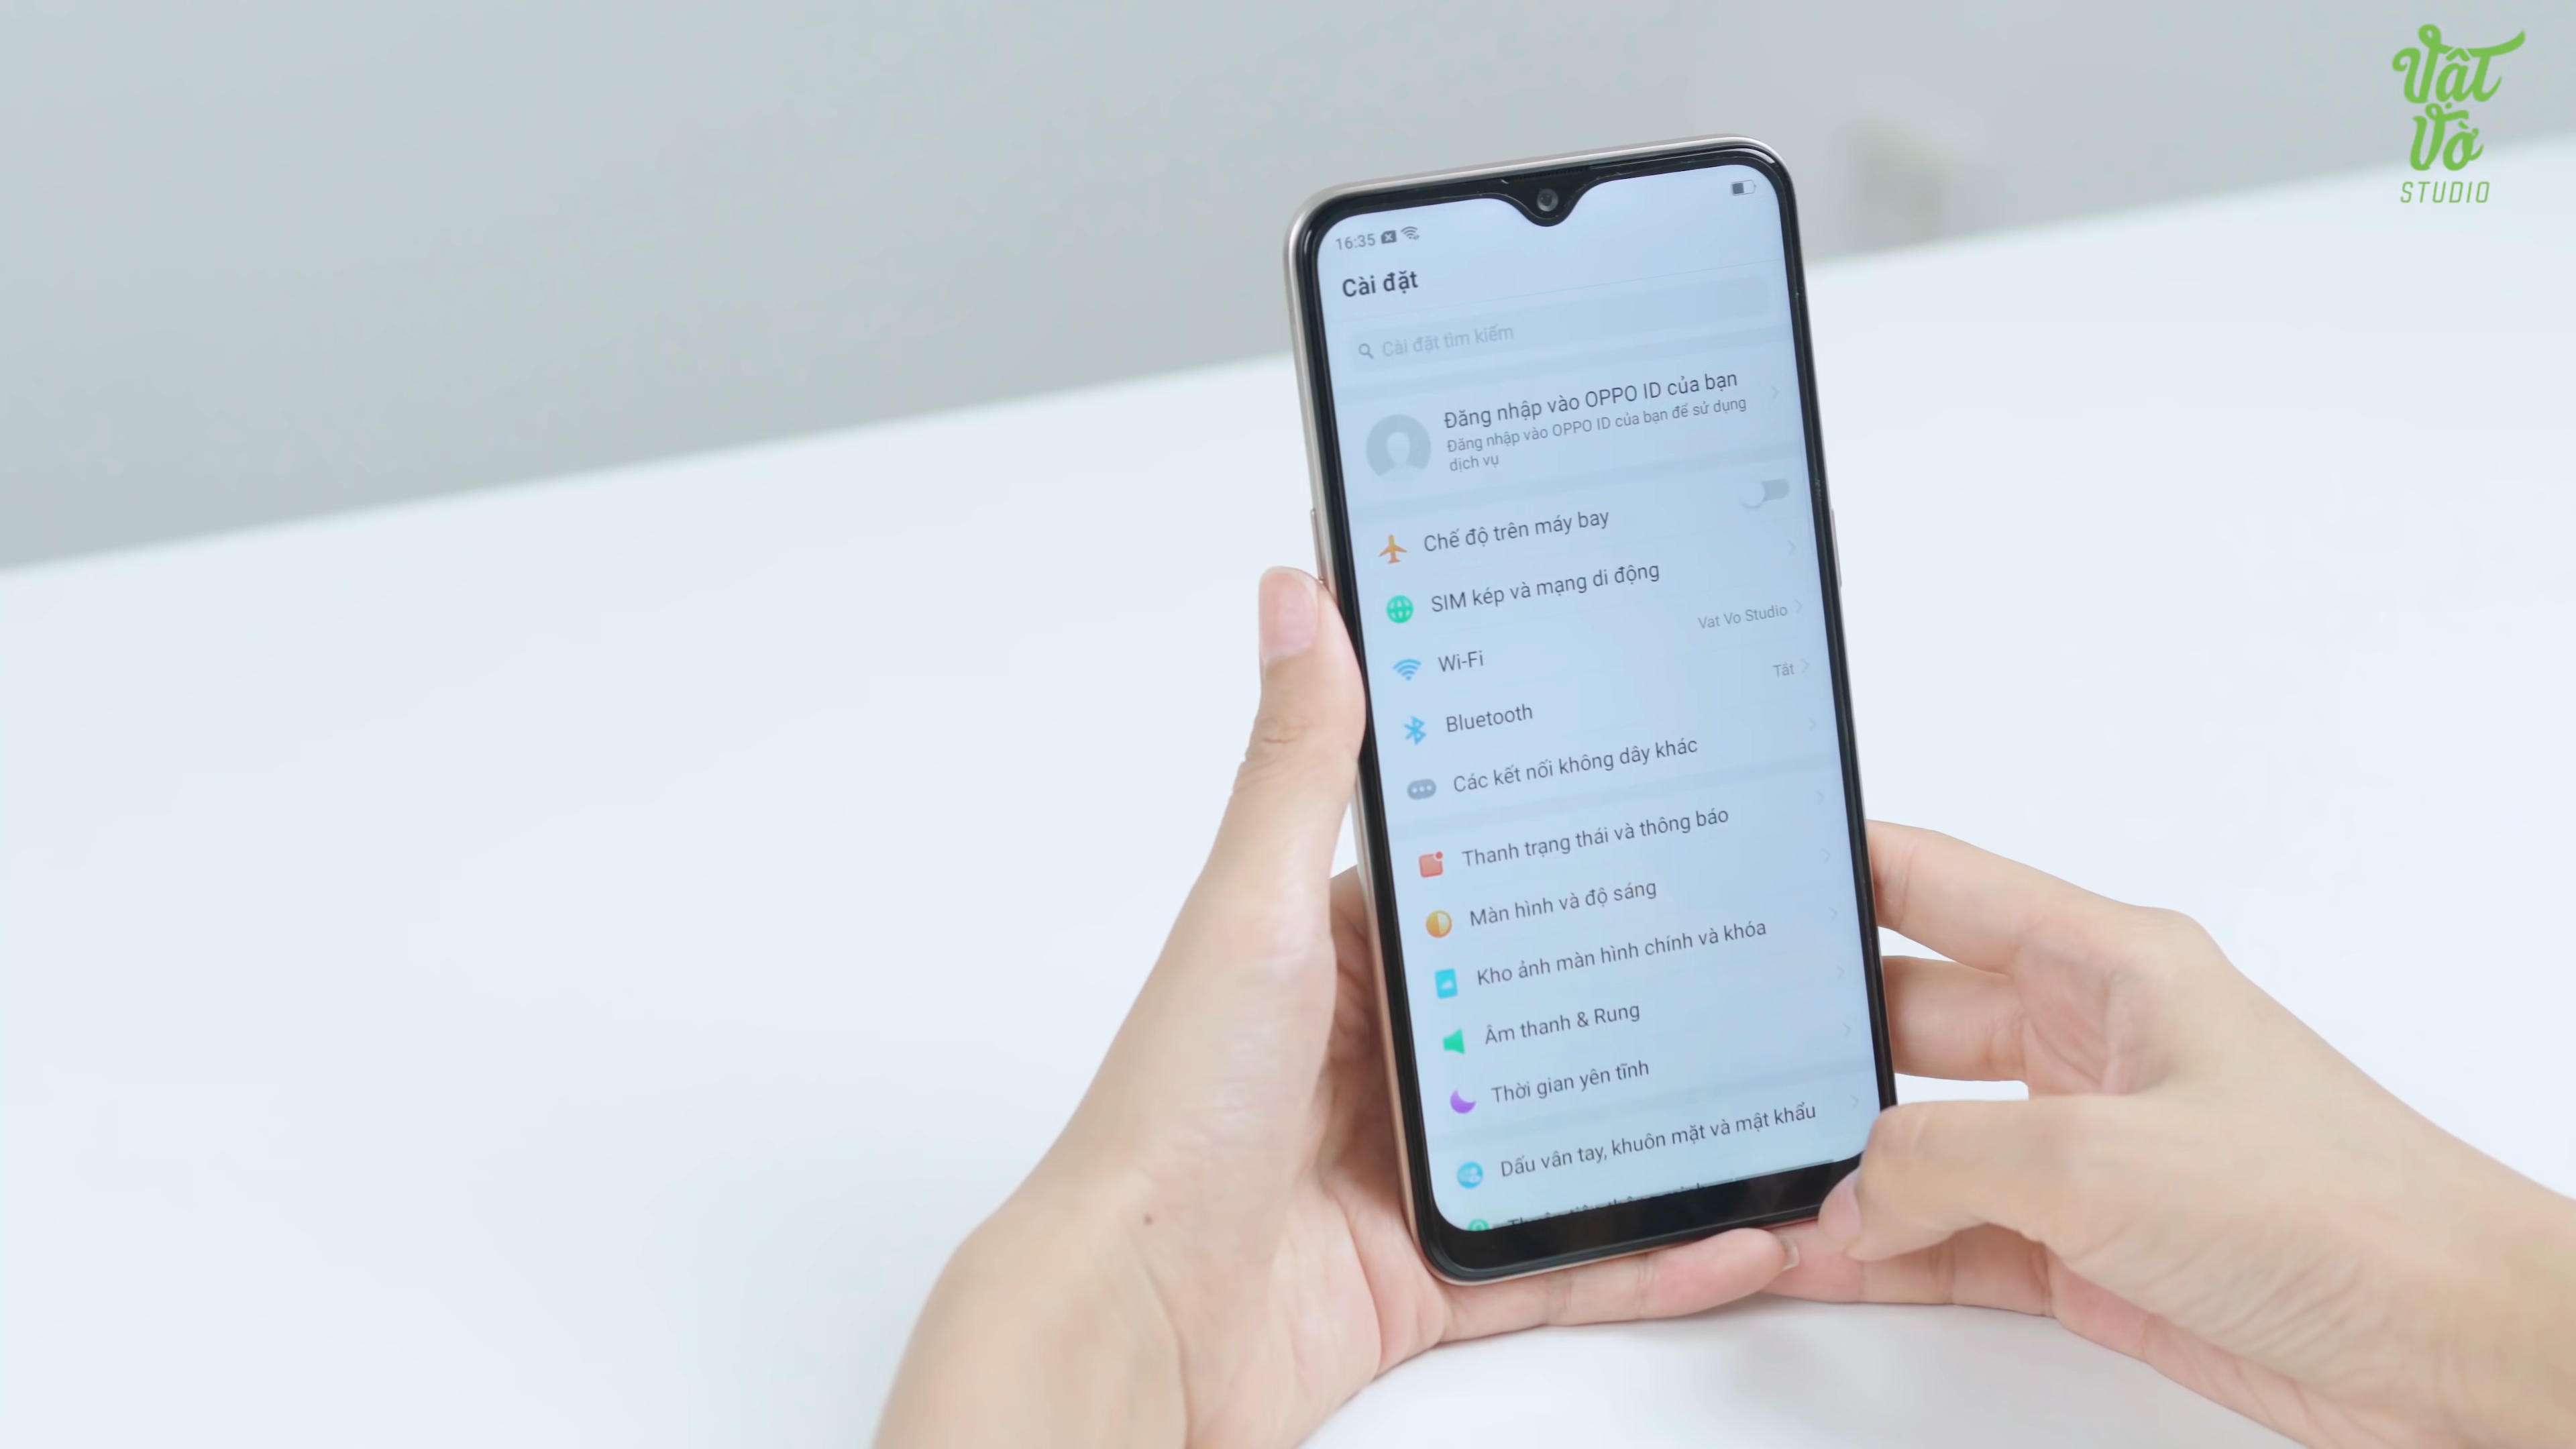 Vật
Vờ
STUDIO
16:35
Cài đặt
Cài đặt tìm kiếm
Đăng nhập vào OPPO ID của bạn
Đăng nhập vào OPPO ID của bạn để sử dụng
dịch vụ
Chế độ trên máy bay
SIM kép và mạng di động
Wi-Fi
Vat Vo Studio
Bluetooth
Tắt
Các kết nối không dây khác
Thanh trạng thái và thông báo
Màn hình và độ sáng
Kho ảnh màn hình chính và khóa
Âm thanh & Rung
Thời gian yên tĩnh
Dấu vân tay, khuôn mặt và mật khẩu